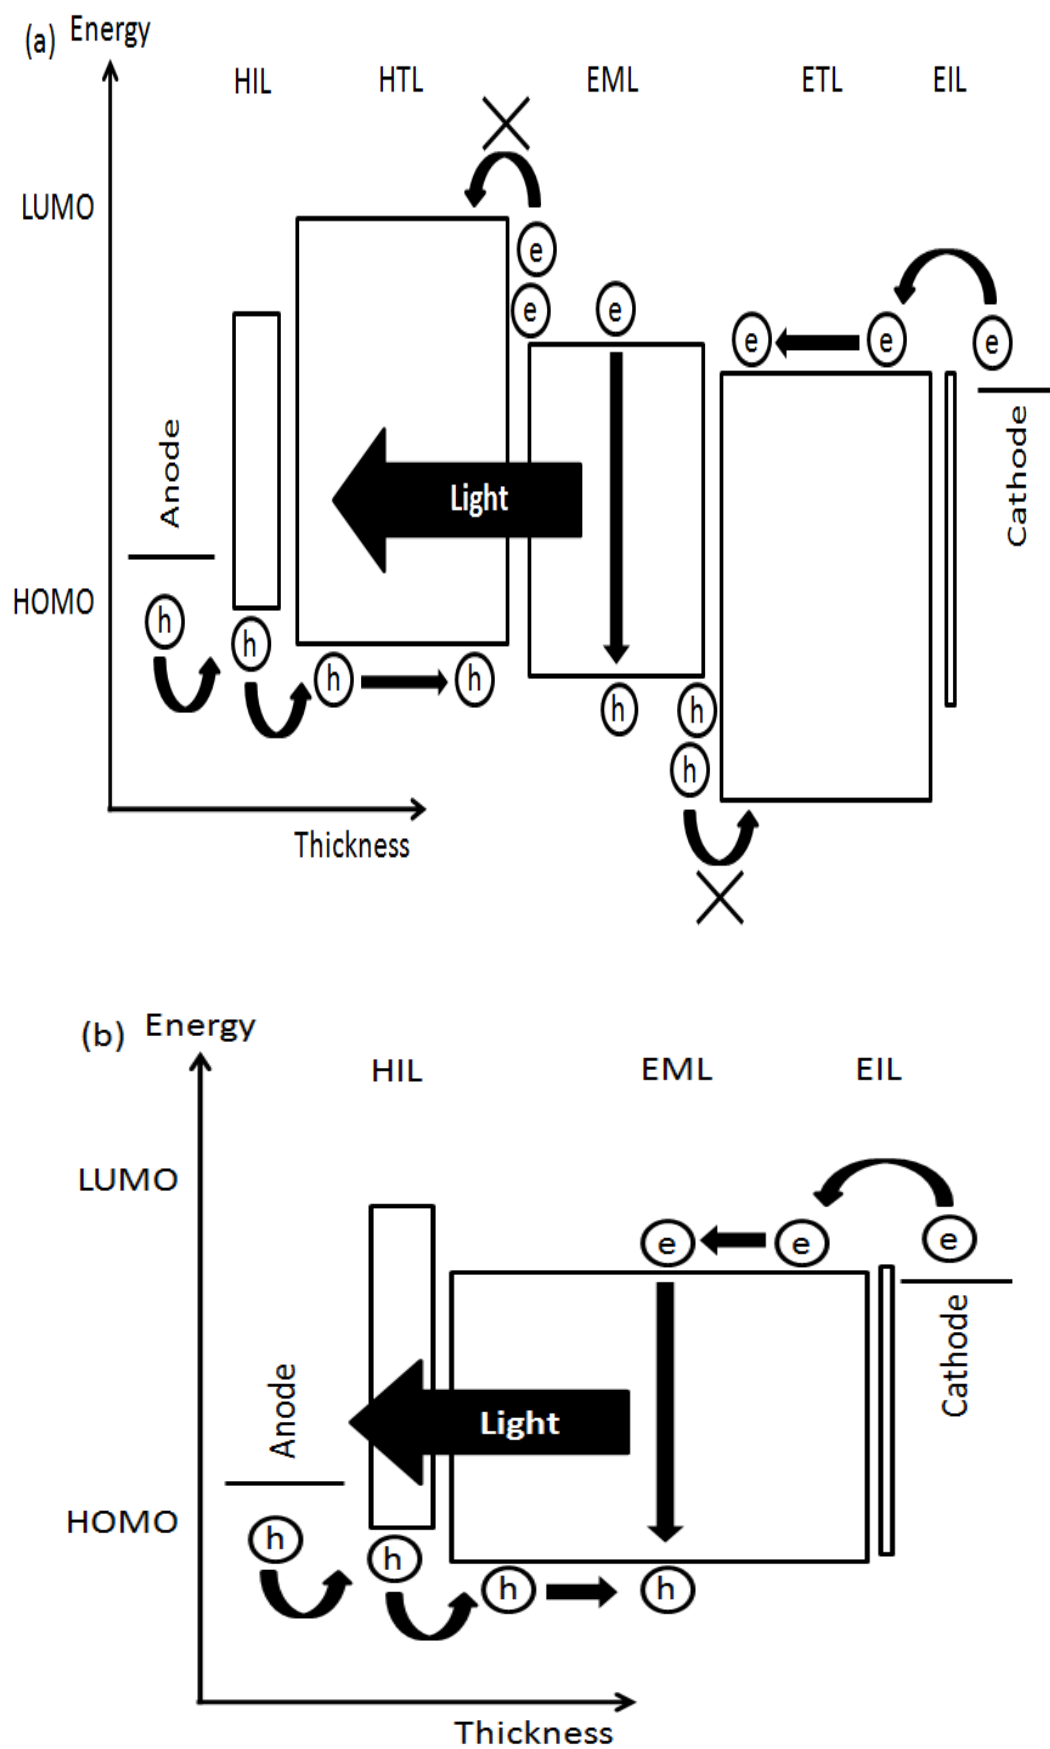 (a) Energy
HIL HTL EML ETL EIL
LUMO
e
e e e e e
Anode
Light
Cathode
HOMO
h h
h h
h h
h
Thickness
(b) Energy
HIL EML EIL
LUMO
e e e
Anode
Light
Cathode
HOMO
h h
h h
Thickness